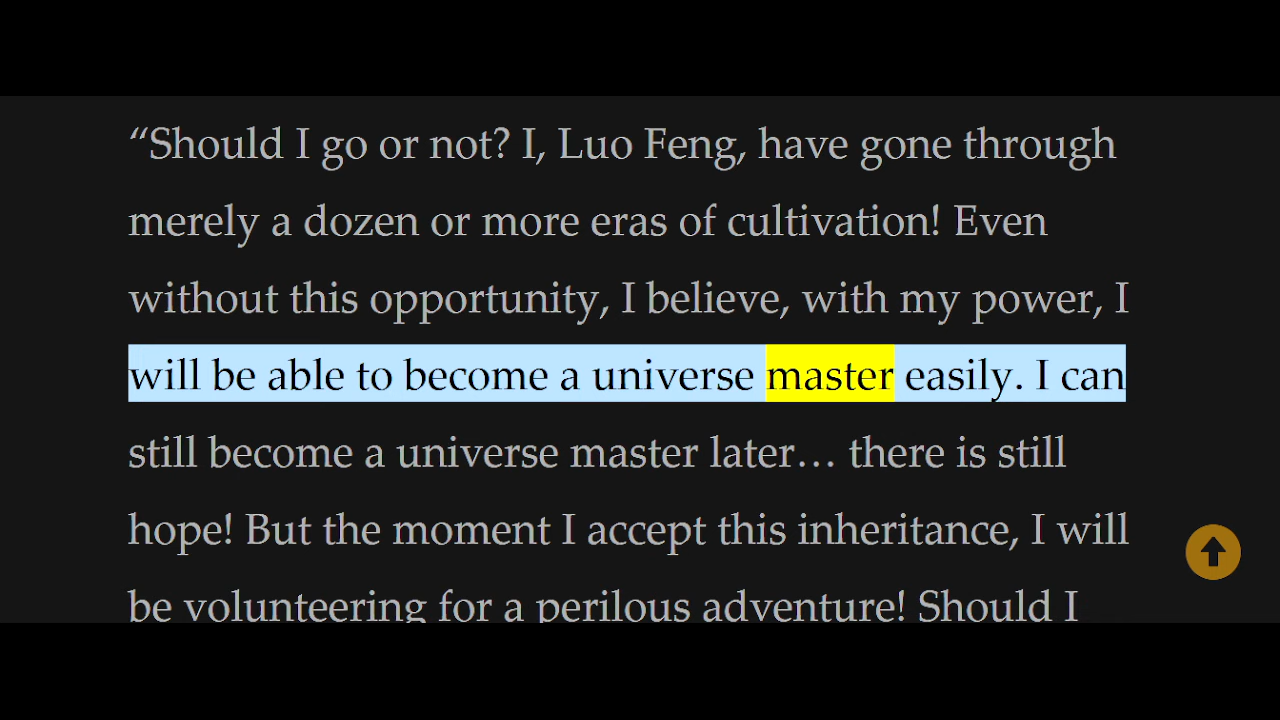 “Should I go or not? I, Luo Feng, have gone through
merely a dozen or more eras of cultivation! Even
without this opportunity, I believe, with my power, I
will be able to become a universe master easily. I can
still become a universe master later… there is still
hope! But the moment I accept this inheritance, I will
be volunteering for a perilous adventure! Should I